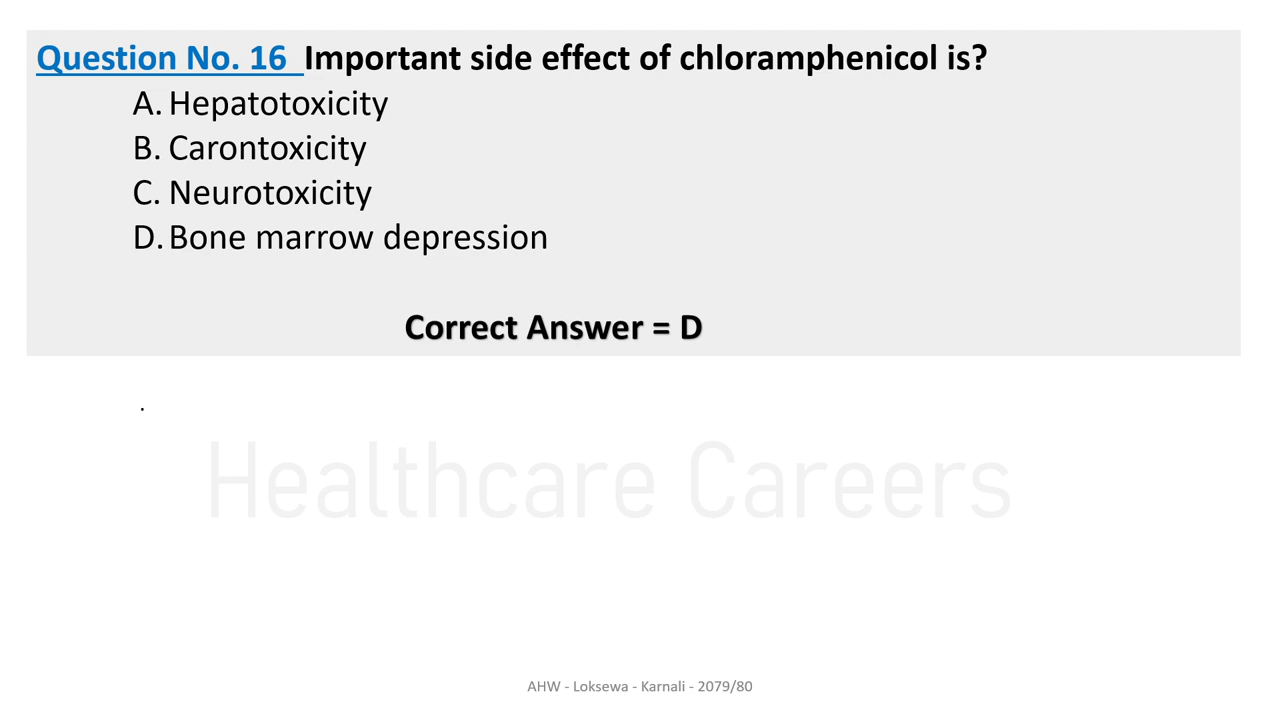 Question No. 16 Important side effect of chloramphenicol is?
A. Hepatotoxicity
B. Carontoxicity
C. Neurotoxicity
D. Bone marrow depression
Correct Answer = D
.
Healthcare Careers
AHW - Loksewa - Karnali - 2079/80